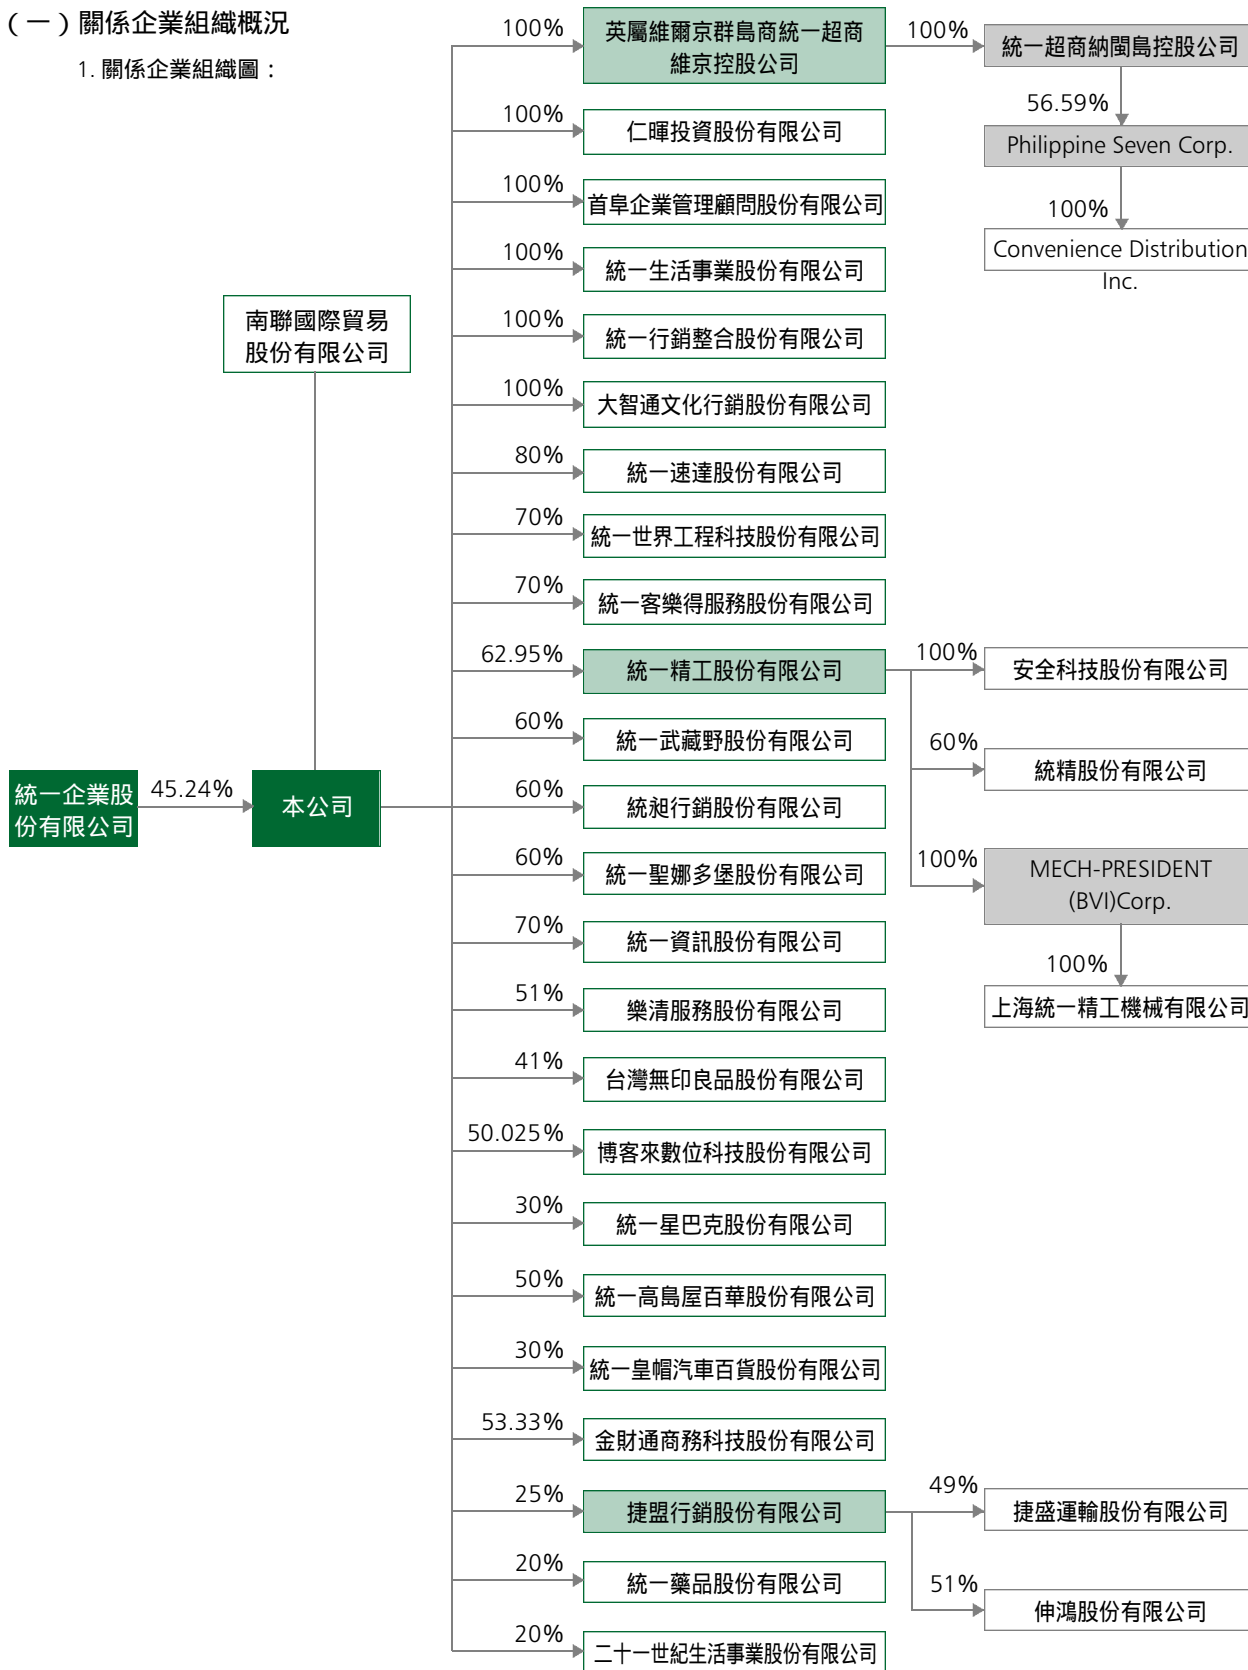 （一）關係企業組織概況
1. 關係企業組織圖：
統一企業股
份有限公司
45.24%
本公司
南聯國際貿易
股份有限公司
100%
英屬維爾京群島商統一超商
維京控股公司
100%
統一超商納閩島控股公司
56.59%
Philippine Seven Corp.
100%
Convenience Distribution
Inc.
100%
仁暉投資股份有限公司
100%
首阜企業管理顧問股份有限公司
100%
統一生活事業股份有限公司
100%
統一行銷整合股份有限公司
100%
大智通文化行銷股份有限公司
80%
統一速達股份有限公司
70%
統一世界工程科技股份有限公司
70%
統一客樂得服務股份有限公司
62.95%
統一精工股份有限公司
100%
安全科技股份有限公司
60%
統精股份有限公司
100%
MECH-PRESIDENT
(BVI)Corp.
100%
上海統一精工機械有限公司
60%
統一武藏野股份有限公司
60%
統昶行銷股份有限公司
60%
統一聖娜多堡股份有限公司
70%
統一資訊股份有限公司
51%
樂清服務股份有限公司
41%
台灣無印良品股份有限公司
50.025%
博客來數位科技股份有限公司
30%
統一星巴克股份有限公司
50%
統一高島屋百華股份有限公司
30%
統一皇帽汽車百貨股份有限公司
53.33%
金財通商務科技股份有限公司
25%
捷盟行銷股份有限公司
49%
捷盛運輸股份有限公司
51%
伸鴻股份有限公司
20%
統一藥品股份有限公司
20%
二十一世紀生活事業股份有限公司